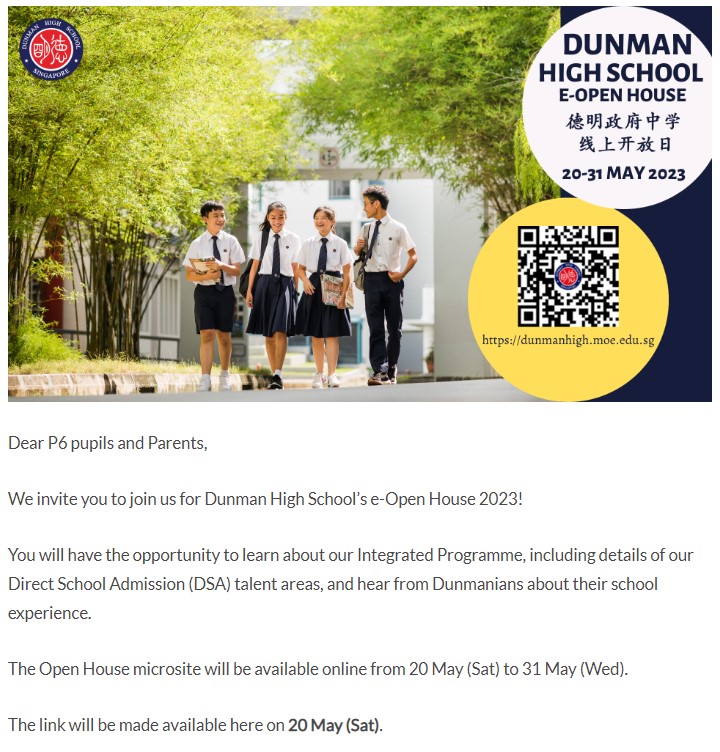 DUNMAN HIGH SCHOOL
SINGAPORE
DUNMAN
HIGH SCHOOL
E-OPEN HOUSE
德明政府中学
线上开放日
20-31 MAY 2023
https://dunmanhigh.moe.edu.sg
Dear P6 pupils and Parents,
We invite you to join us for Dunman High School’s e-Open House 2023!
You will have the opportunity to learn about our Integrated Programme, including details of our
Direct School Admission (DSA) talent areas, and hear from Dunmanians about their school
experience.
The Open House microsite will be available online from 20 May (Sat) to 31 May (Wed).
The link will be made available here on 20 May (Sat).